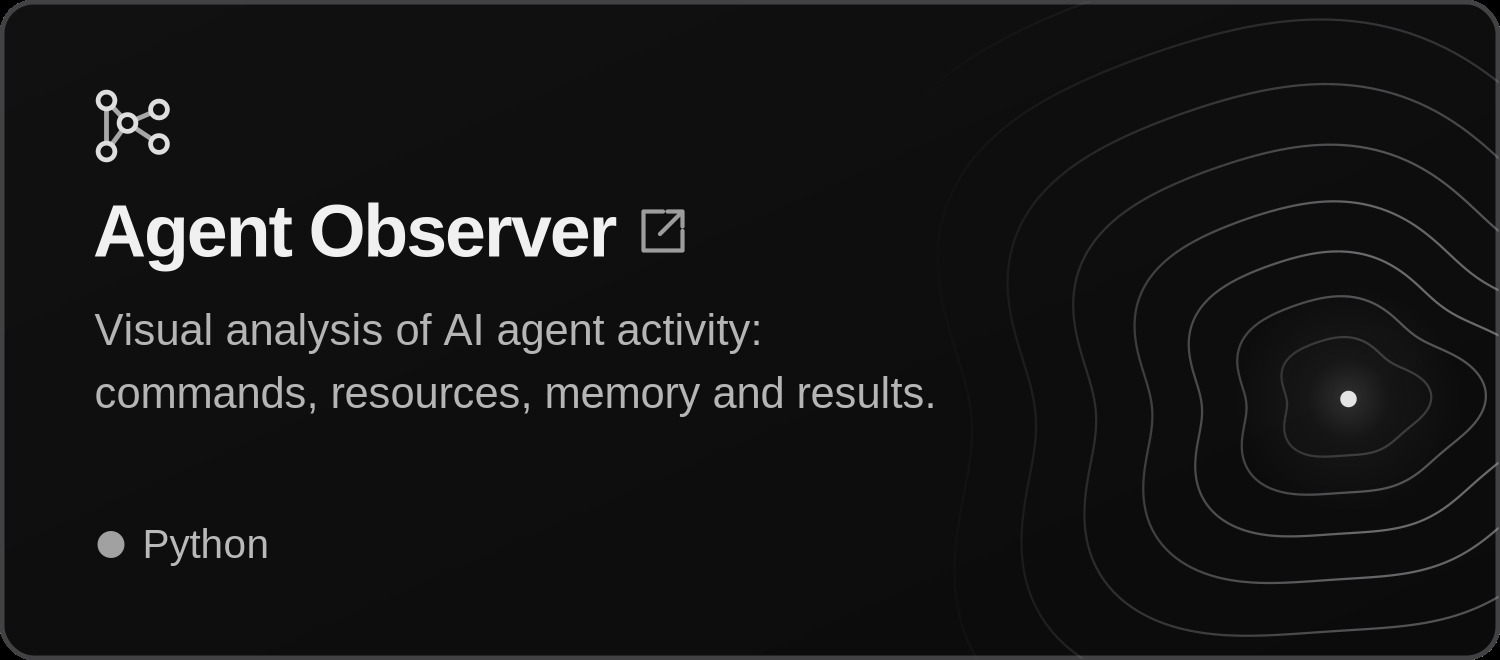 Agent Observer
Visual analysis of AI agent activity:
commands, resources, memory and results.
Python